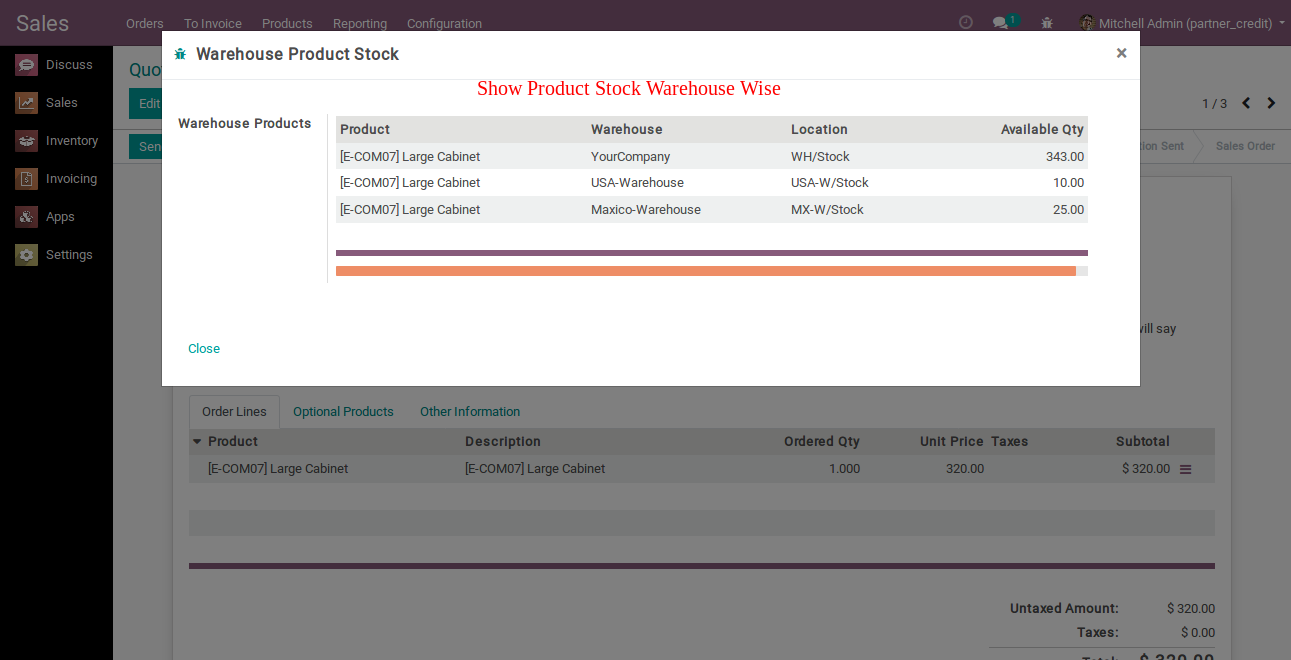 Sales Orders To Invoice Products Reporting Configuration 1 Mitchell Admin (partner_credit)
Discuss
Sales
Inventory
Invoicing
Apps
Settings
Quo
Edit
Sen
1 / 3
tion Sent Sales Order
Warehouse Product Stock ×
Show Product Stock Warehouse Wise
Warehouse Products
Product Warehouse Location Available Qty
[E-COM07] Large Cabinet YourCompany WH/Stock 343.00
[E-COM07] Large Cabinet USA-Warehouse USA-W/Stock 10.00
[E-COM07] Large Cabinet Maxico-Warehouse MX-W/Stock 25.00
will say
Close
Order Lines Optional Products Other Information
Product Description Ordered Qty Unit Price Taxes Subtotal
[E-COM07] Large Cabinet [E-COM07] Large Cabinet 1.000 320.00 $ 320.00
Untaxed Amount: $ 320.00
Taxes: $ 0.00
Total: $ 320.00